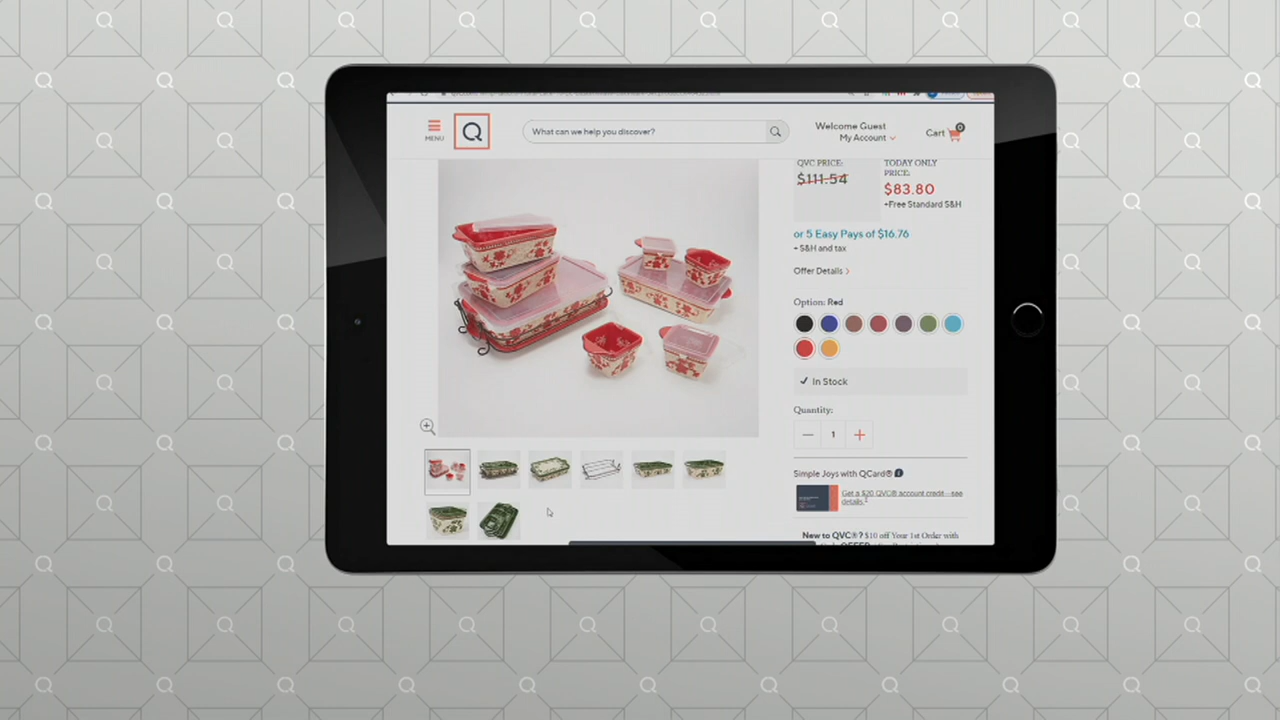 MENU
Q
What can we help you discover?
Welcome Guest
My Account
Cart
0
QVC PRICE:
$111.54
TODAY ONLY
PRICE:
$83.80
+Free Standard S&H
or 5 Easy Pays of $16.76
+ S&H and tax
Offer Details
Option: Red
In Stock
Quantity:
1
Simple Joys with QCard®
Get a $20 QVC® account credit—see
details.
New to QVC®? $10 off Your 1st Order with